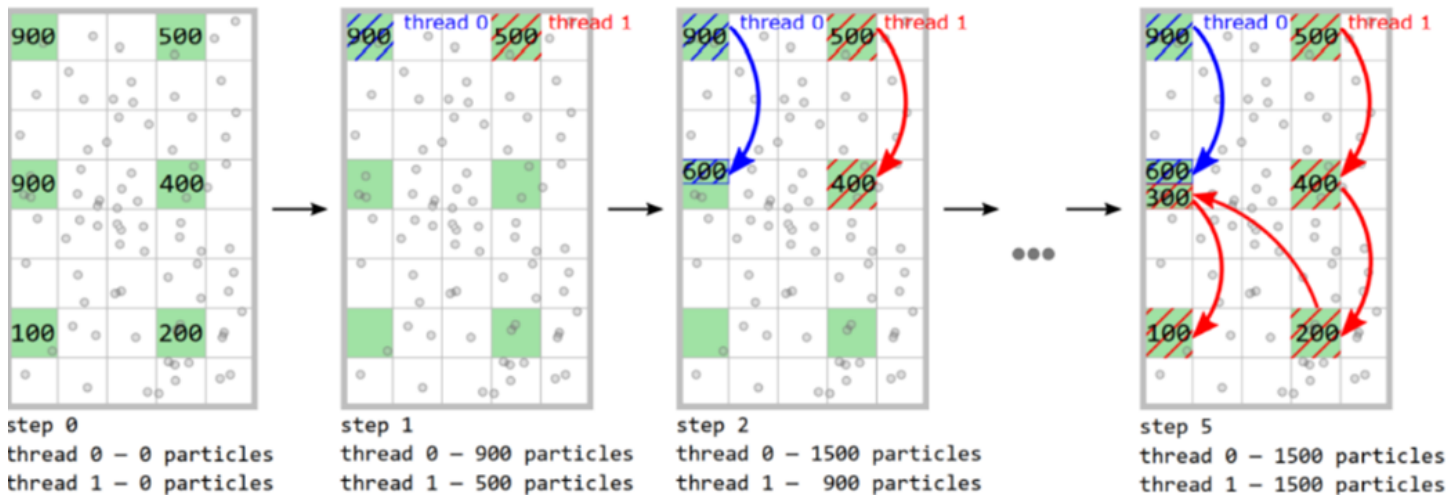 900 500
900 400
100 200
step 0
thread 0 – 0 particles
thread 1 – 0 particles
thread 0 thread 1
900 500
step 1
thread 0 – 900 particles
thread 1 – 500 particles
thread 0 thread 1
900 500
600
400
step 2
thread 0 – 1500 particles
thread 1 –  900 particles
thread 0 thread 1
900 500
600
400
300
100 200
step 5
thread 0 – 1500 particles
thread 1 – 1500 particles